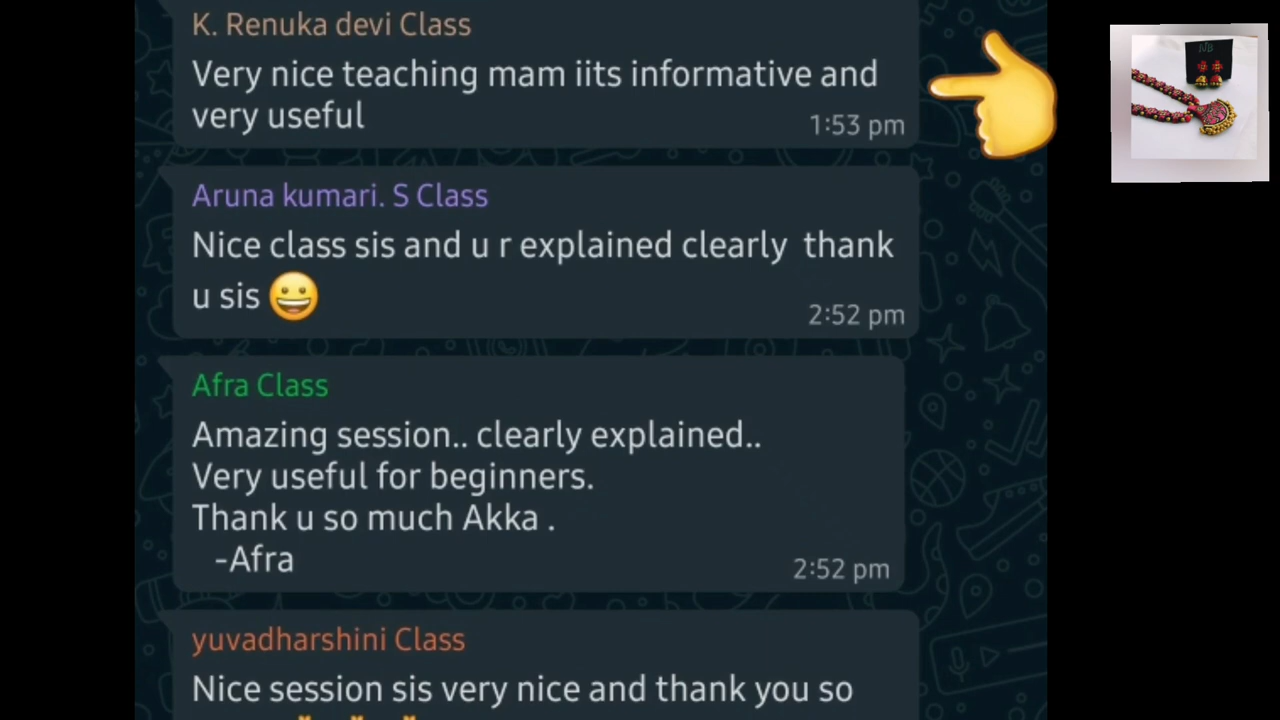 K. Renuka devi Class
Very nice teaching mam iits informative and
very useful
1:53 pm
Aruna kumari. S Class
Nice class sis and u r explained clearly  thank
u sis 😀
2:52 pm
Afra Class
Amazing session.. clearly explained..
Very useful for beginners.
Thank u so much Akka .
-Afra
2:52 pm
yuvadharshini Class
Nice session sis very nice and thank you so